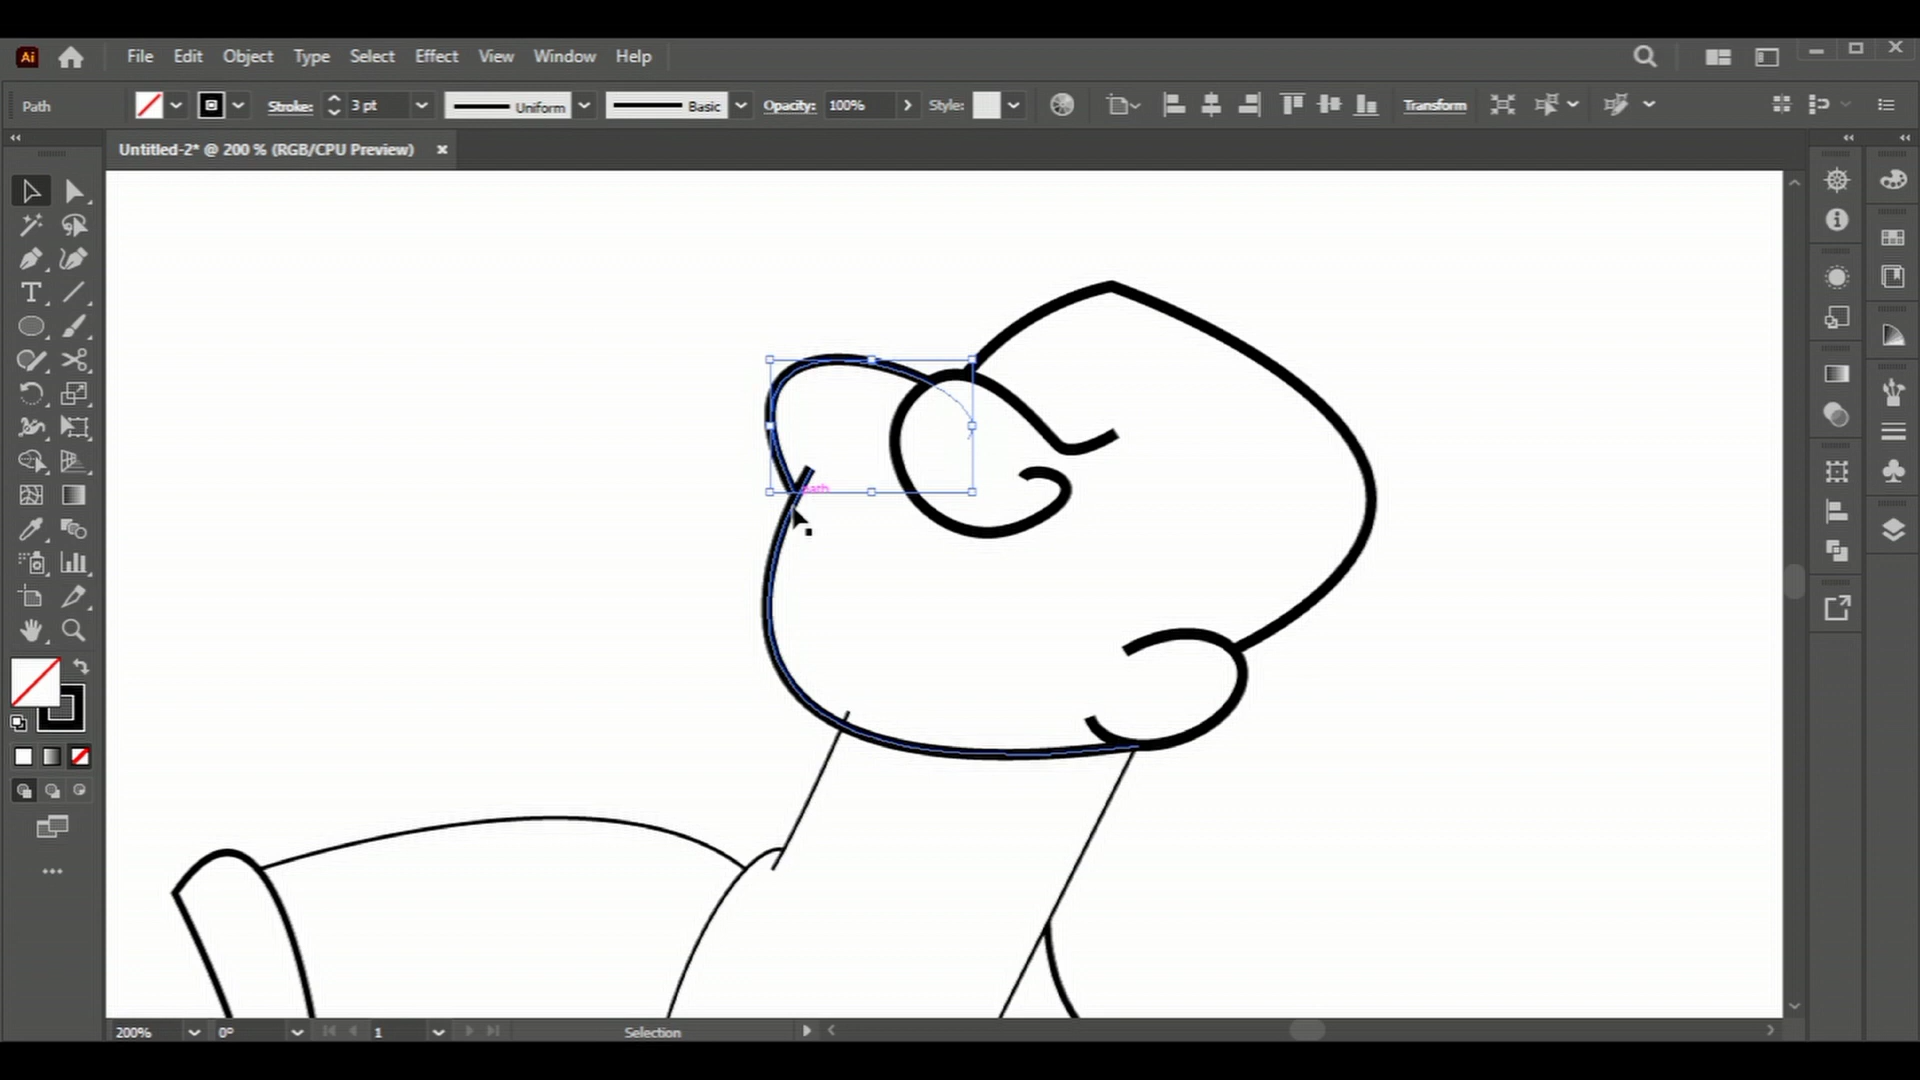 Ai File Edit Object Type Select Effect View Window Help
Path Stroke: 3 pt Uniform Basic Opacity: 100% Style: Transform
Untitled-2* @ 200 % (RGB/CPU Preview)
path
200% 0° 1 Selection